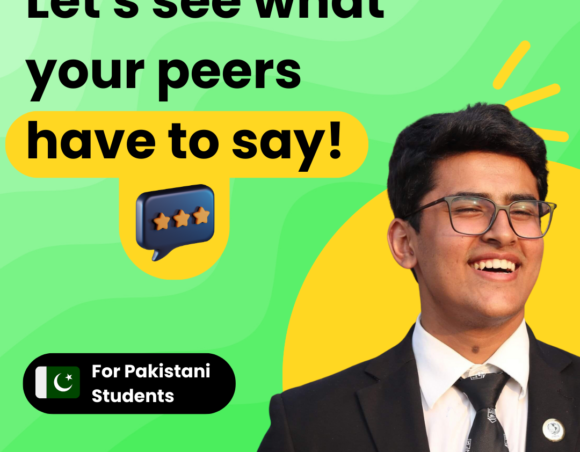 Let's see what
your peers
have to say!
For Pakistani
Students